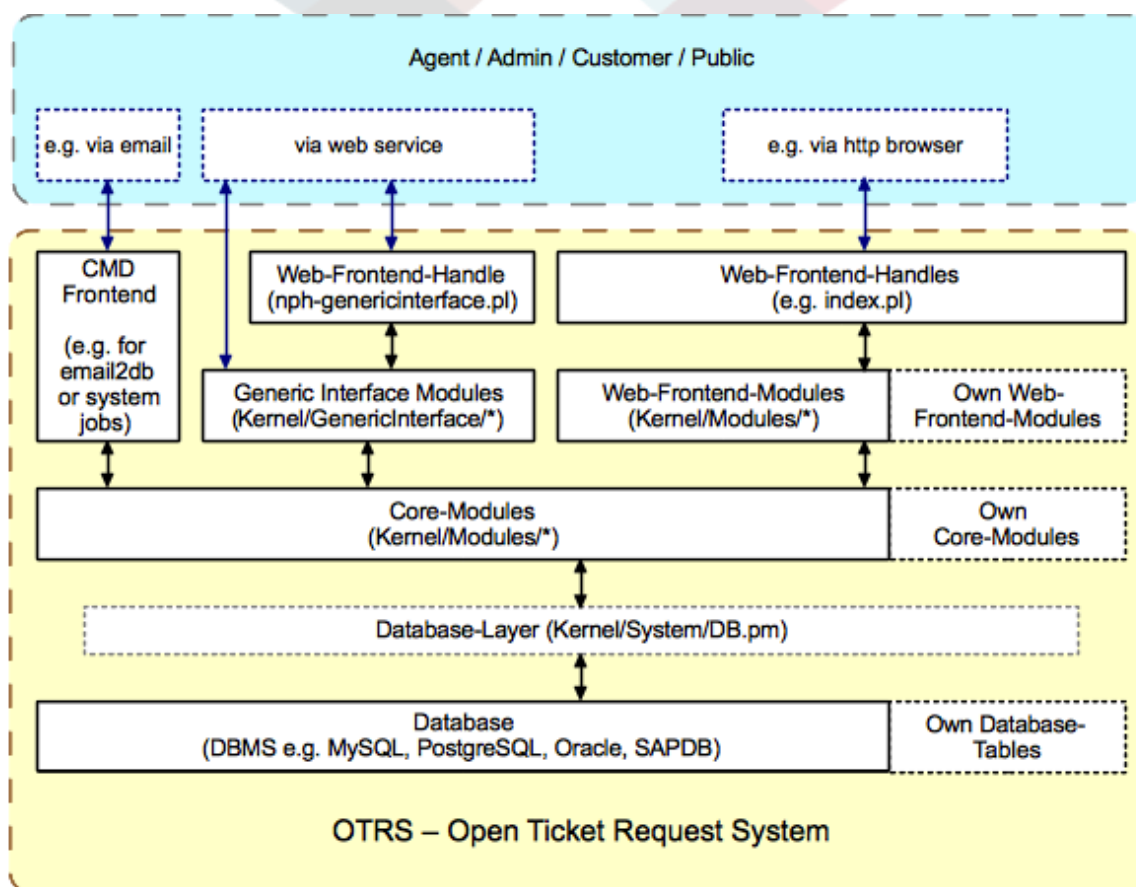 Agent / Admin / Customer / Public
e.g. via email
via web service
e.g. via http browser
CMD
Frontend
(e.g. for
email2db
or system
jobs)
Web-Frontend-Handle
(nph-genericinterface.pl)
Web-Frontend-Handles
(e.g. index.pl)
Generic Interface Modules
(Kernel/GenericInterface/*)
Web-Frontend-Modules
(Kernel/Modules/*)
Own Web-
Frontend-Modules
Core-Modules
(Kernel/Modules/*)
Own
Core-Modules
Database-Layer (Kernel/System/DB.pm)
Database
(DBMS e.g. MySQL, PostgreSQL, Oracle, SAPDB)
Own Database-
Tables
OTRS – Open Ticket Request System